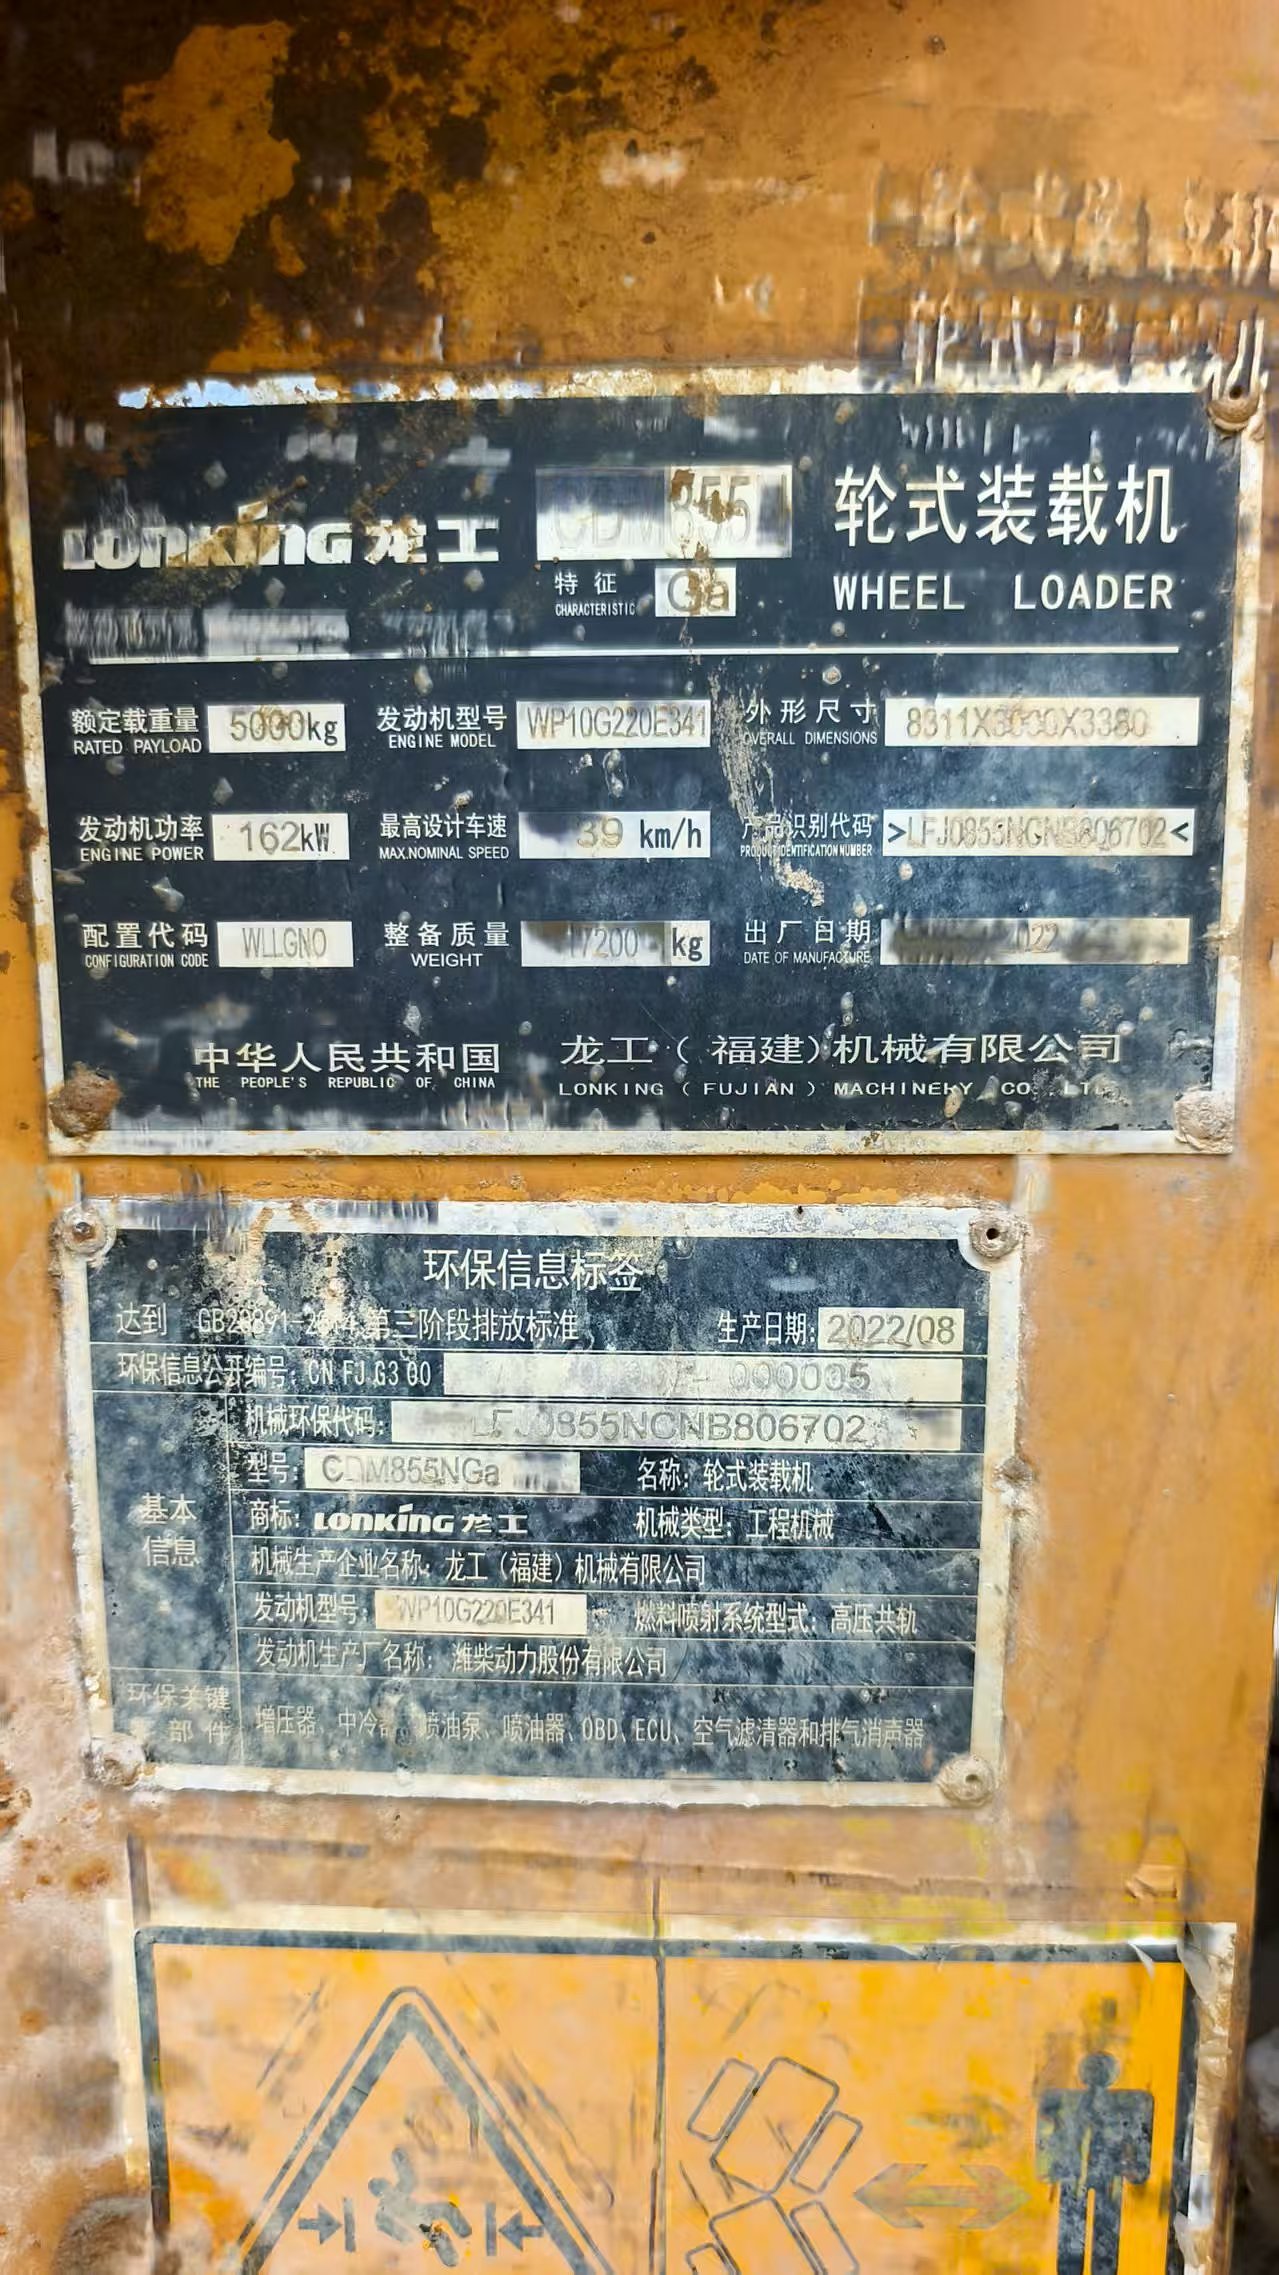 LONKING 龙工 CDM855 轮式装载机
特征 Ga
CHARACTERISTIC
WHEEL LOADER
额定载重量 5000kg 发动机型号 WP10G220E341 外形尺寸 8311X3000X3380
RATED PAYLOAD ENGINE MODEL OVERALL DIMENSIONS
发动机功率 162kW 最高设计车速 39 km/h 产品识别代码
ENGINE POWER MAX.NOMINAL SPEED PRODUCT IDENTIFICATION NUMBER
配置代码 WLLGNO 整备质量 17200 kg 出厂日期
CONFIGURATION CODE WEIGHT DATE OF MANUFACTURE
中华人民共和国 龙工(福建)机械有限公司
THE PEOPLE'S REPUBLIC OF CHINA LONKING (FUJIAN) MACHINERY CO. LTD
环保信息标签
达到 GB20891-2014 第三阶段排放标准 生产日期: 2022/08
环保信息公开编号: CN FJ G3 00 000005
机械环保代码: LFJ0855NCNB806702
型号: CDM855NGa 名称: 轮式装载机
基本信息
商标: LONKING 龙工 机械类型: 工程机械
机械生产企业名称: 龙工(福建)机械有限公司
发动机型号: WP10G220E341 燃料喷射系统型式: 高压共轨
发动机生产厂名称: 潍柴动力股份有限公司
环保关键
部件 增压器、中冷器、喷油泵、喷油器、OBD、ECU、空气滤清器和排气消声器